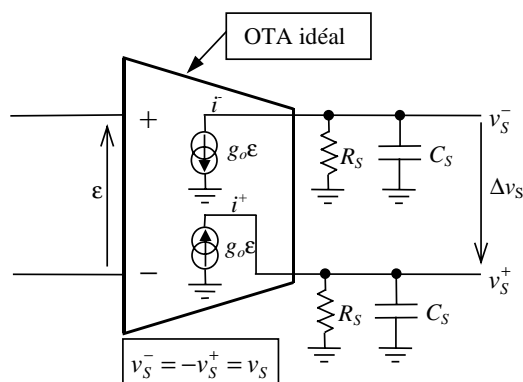 OTA idéal
+
i⁻
v_S⁻
g_oε
R_S
C_S
ε
Δv_S
i⁺
−
g_oε
v_S⁺
R_S
C_S
v_S⁻ = −v_S⁺ = v_S